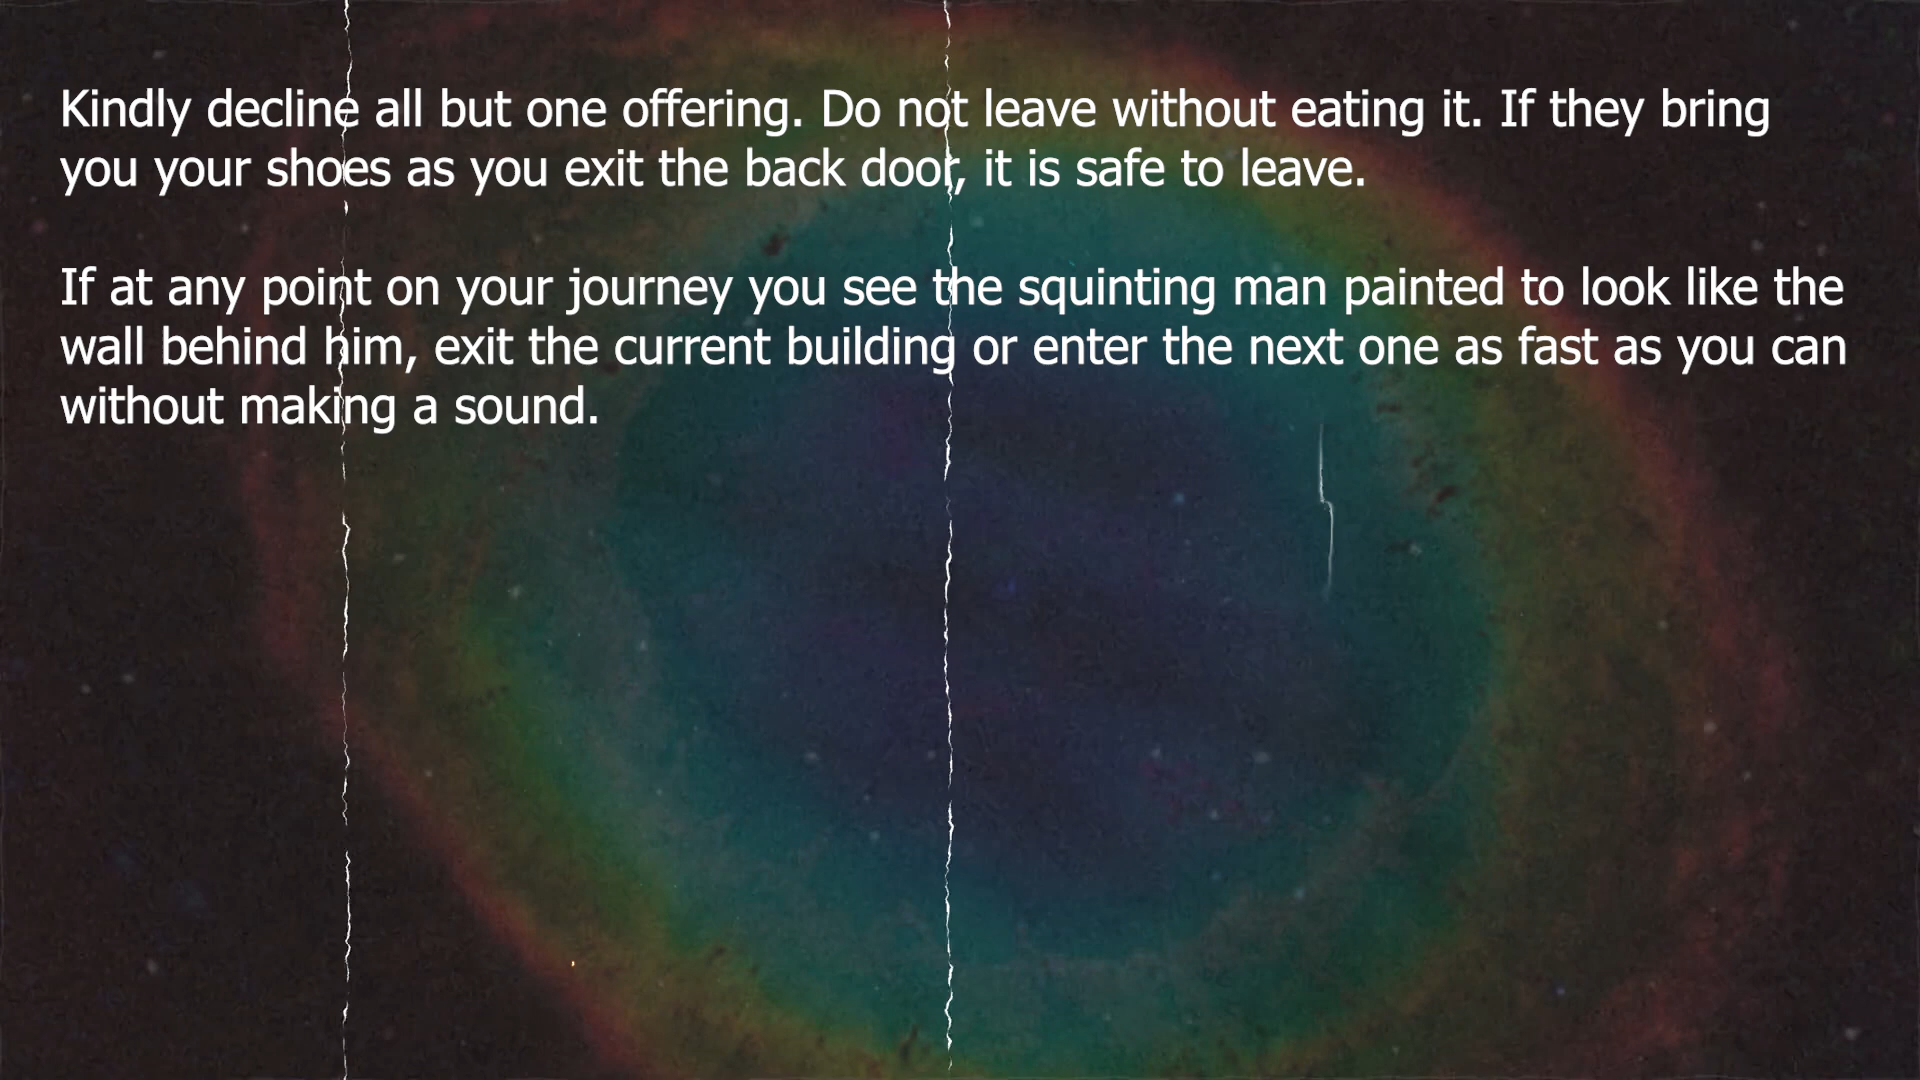 Kindly decline all but one offering. Do not leave without eating it. If they bring
you your shoes as you exit the back door, it is safe to leave.
If at any point on your journey you see the squinting man painted to look like the
wall behind him, exit the current building or enter the next one as fast as you can
without making a sound.